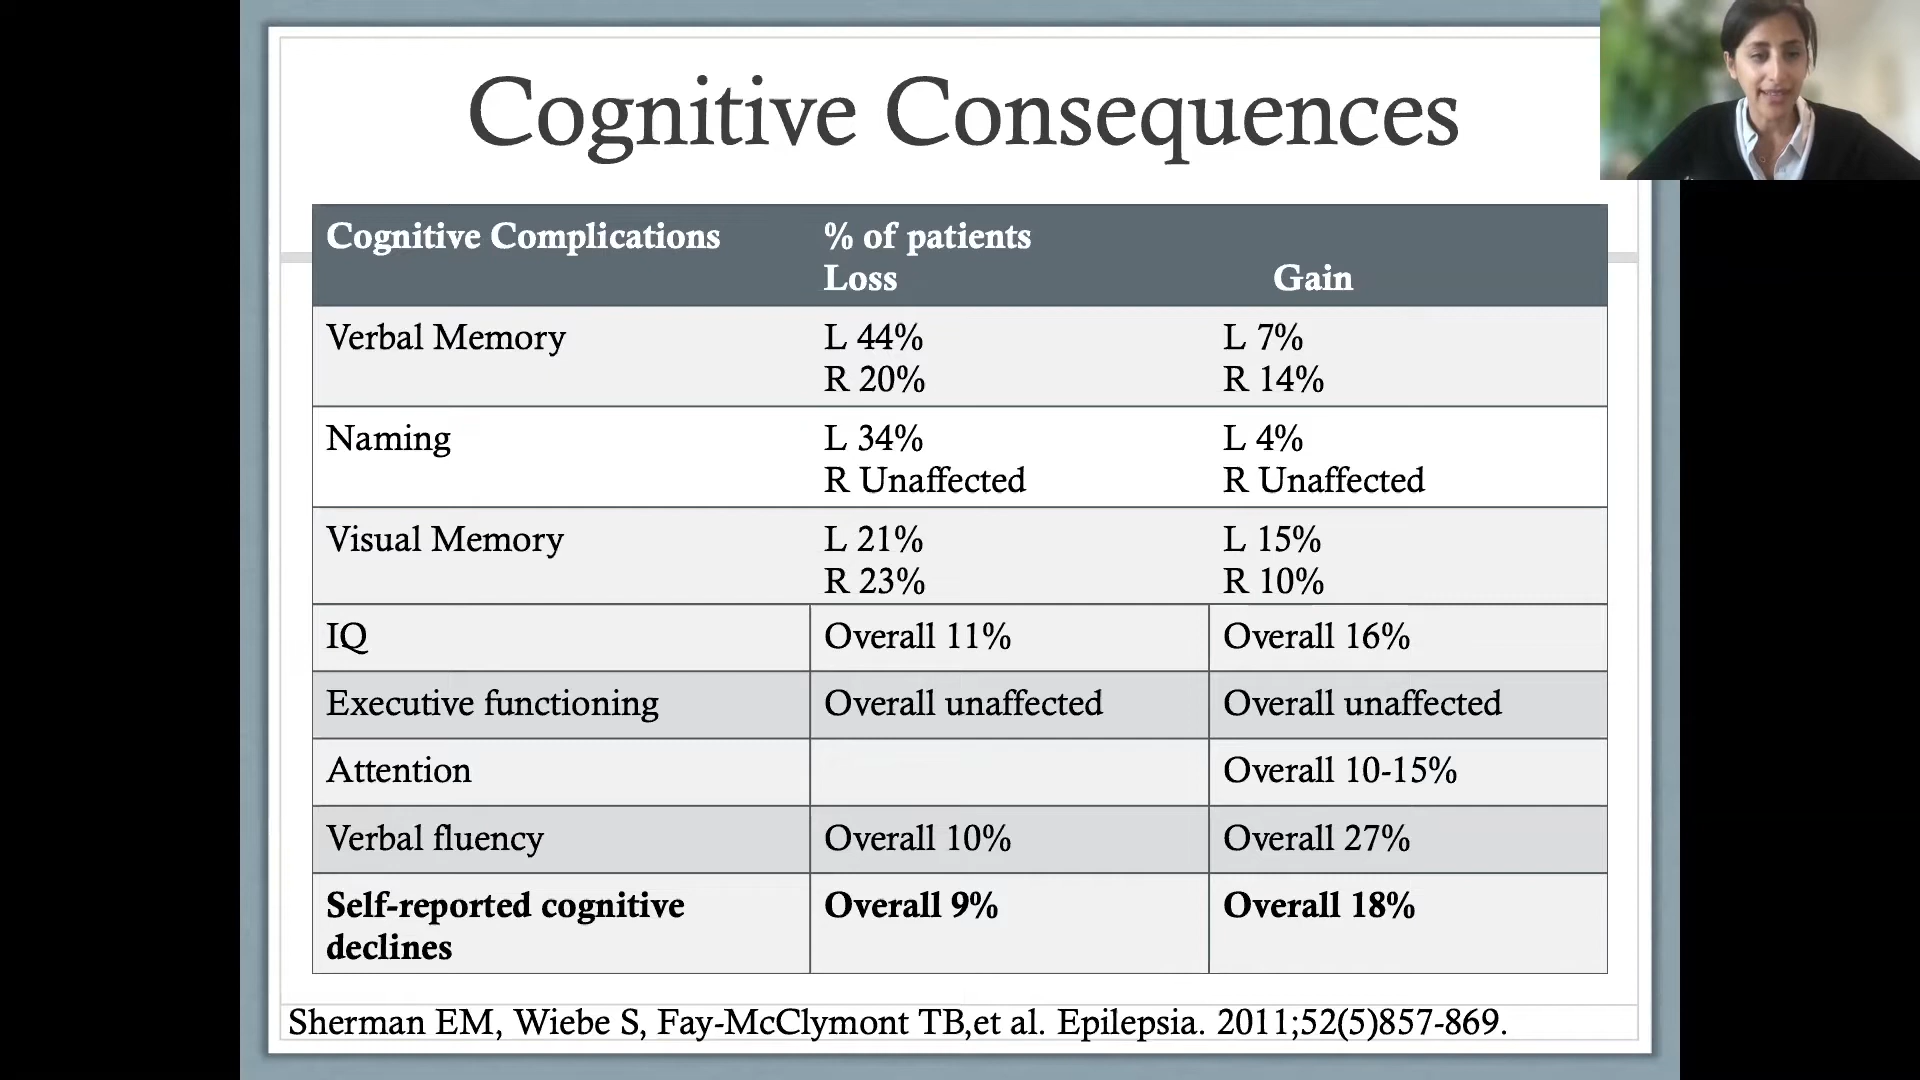 Cognitive Consequences
Cognitive Complications
% of patients
Loss
Gain
Verbal Memory
L 44%
R 20%
L 7%
R 14%
Naming
L 34%
R Unaffected
L 4%
R Unaffected
Visual Memory
L 21%
R 23%
L 15%
R 10%
IQ
Overall 11%
Overall 16%
Executive functioning
Overall unaffected
Overall unaffected
Attention
Overall 10-15%
Verbal fluency
Overall 10%
Overall 27%
Self-reported cognitive
declines
Overall 9%
Overall 18%
Sherman EM, Wiebe S, Fay-McClymont TB,et al. Epilepsia. 2011;52(5)857-869.